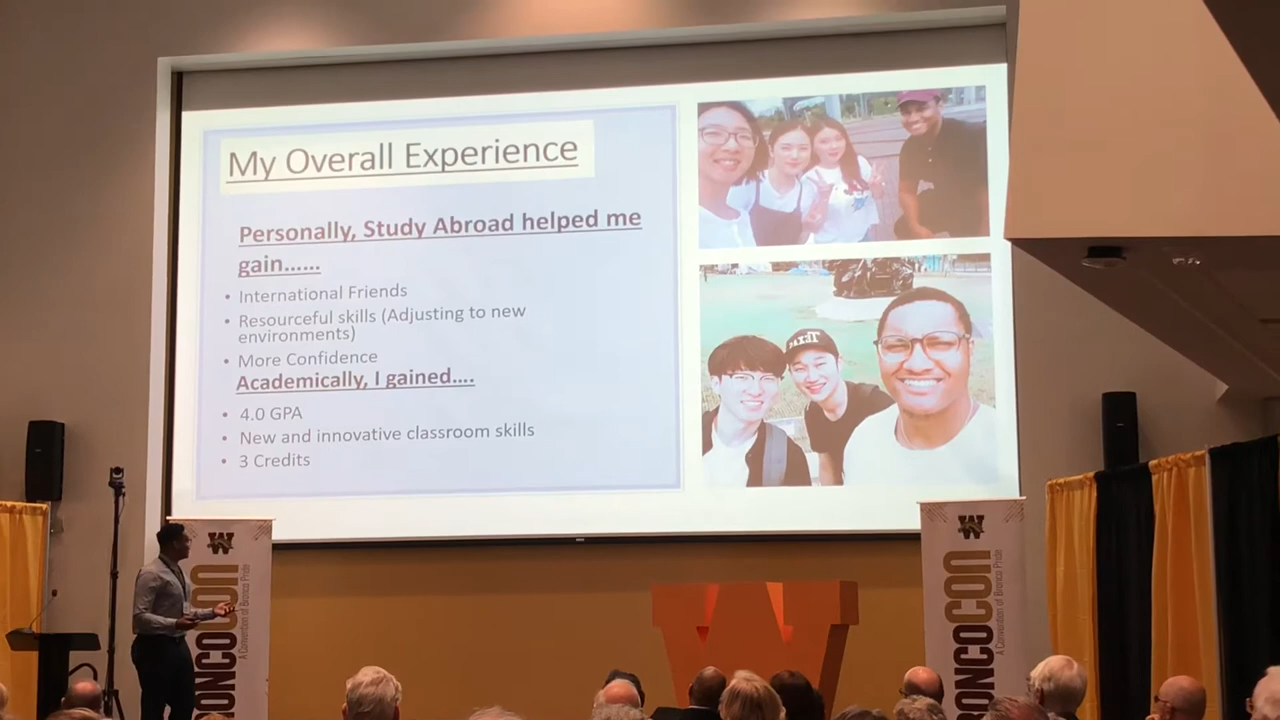 My Overall Experience
Personally, Study Abroad helped me
gain......
• International Friends
• Resourceful skills (Adjusting to new
environments)
• More Confidence
Academically, I gained....
• 4.0 GPA
• New and innovative classroom skills
• 3 Credits
TEXAS
W
RONCOCON
A Convention of Bronco Pride
W
W
BRONCOCON
A Convention of Bronco Pride